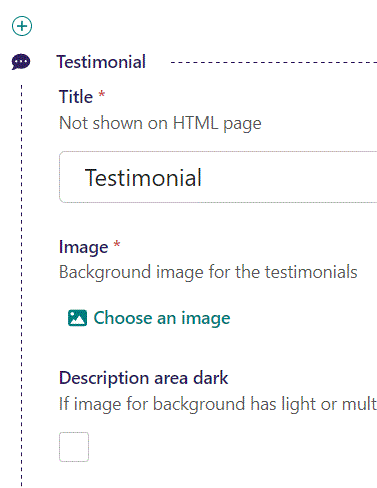 Testimonial
Title *
Not shown on HTML page
Testimonial
Image *
Background image for the testimonials
Choose an image
Description area dark
If image for background has light or mult